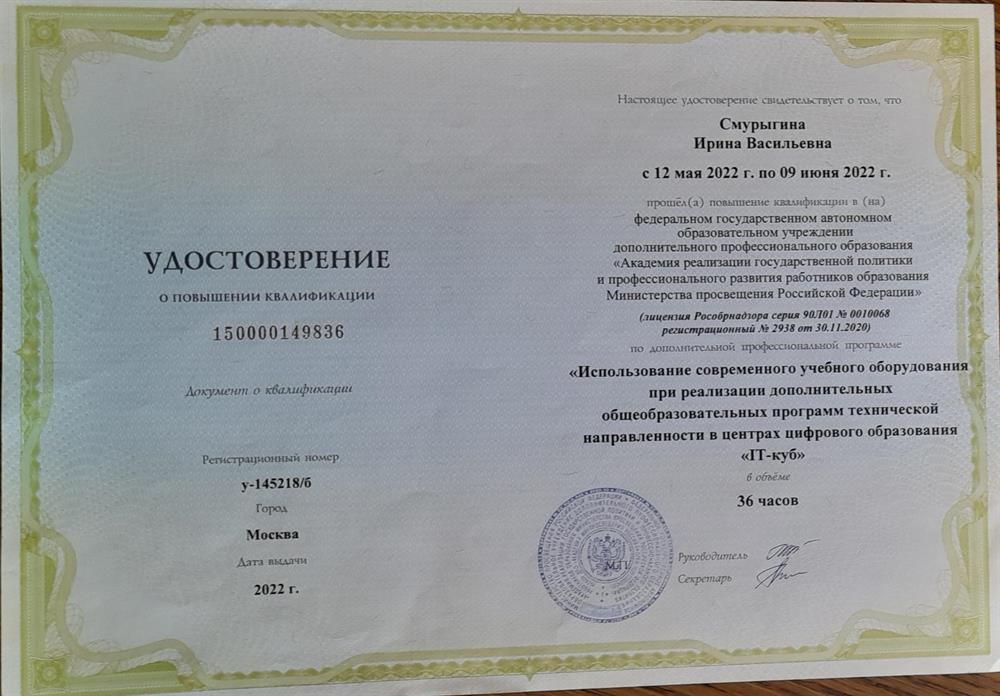 УДОСТОВЕРЕНИЕ
О ПОВЫШЕНИИ КВАЛИФИКАЦИИ
150000149836
Документ о квалификации
Регистрационный номер
у-145218/б
Город
Москва
Дата выдачи
2022 г.
Настоящее удостоверение свидетельствует о том, что
Смурыгина
Ирина Васильевна
с 12 мая 2022 г. по 09 июня 2022 г.
прошёл(а) повышение квалификации в (на)
федеральном государственном автономном
образовательном учреждении
дополнительного профессионального образования
«Академия реализации государственной политики
и профессионального развития работников образования
Министерства просвещения Российской Федерации»
(лицензия Рособрнадзора серия 90Л01 № 0010068
регистрационный № 2938 от 30.11.2020)
по дополнительной профессиональной программе
«Использование современного учебного оборудования
при реализации дополнительных
общеобразовательных программ технической
направленности в центрах цифрового образования
«IT-куб»
в объёме
36 часов
М.П.
Руководитель
Секретарь